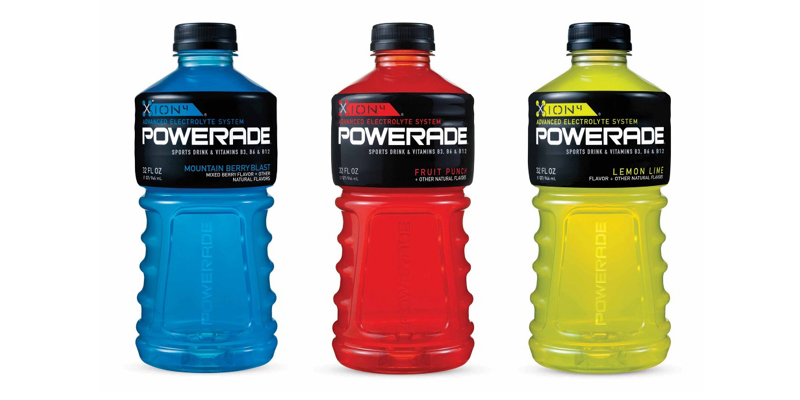 ION4
ADVANCED ELECTROLYTE SYSTEM
POWERADE
SPORTS DRINK & VITAMINS B3, B6 & B12
32 FL OZ
MOUNTAIN BERRY BLAST
MIXED BERRY FLAVOR + OTHER
NATURAL FLAVORS
POWERADE
ION4
ADVANCED ELECTROLYTE SYSTEM
POWERADE
SPORTS DRINK & VITAMINS B3, B6 & B12
32 FL OZ
FRUIT PUNCH
+ OTHER NATURAL FLAVORS
POWERADE
ION4
ADVANCED ELECTROLYTE SYSTEM
POWERADE
SPORTS DRINK & VITAMINS B3, B6 & B12
32 FL OZ
LEMON LIME
FLAVOR + OTHER NATURAL FLAVORS
POWERADE